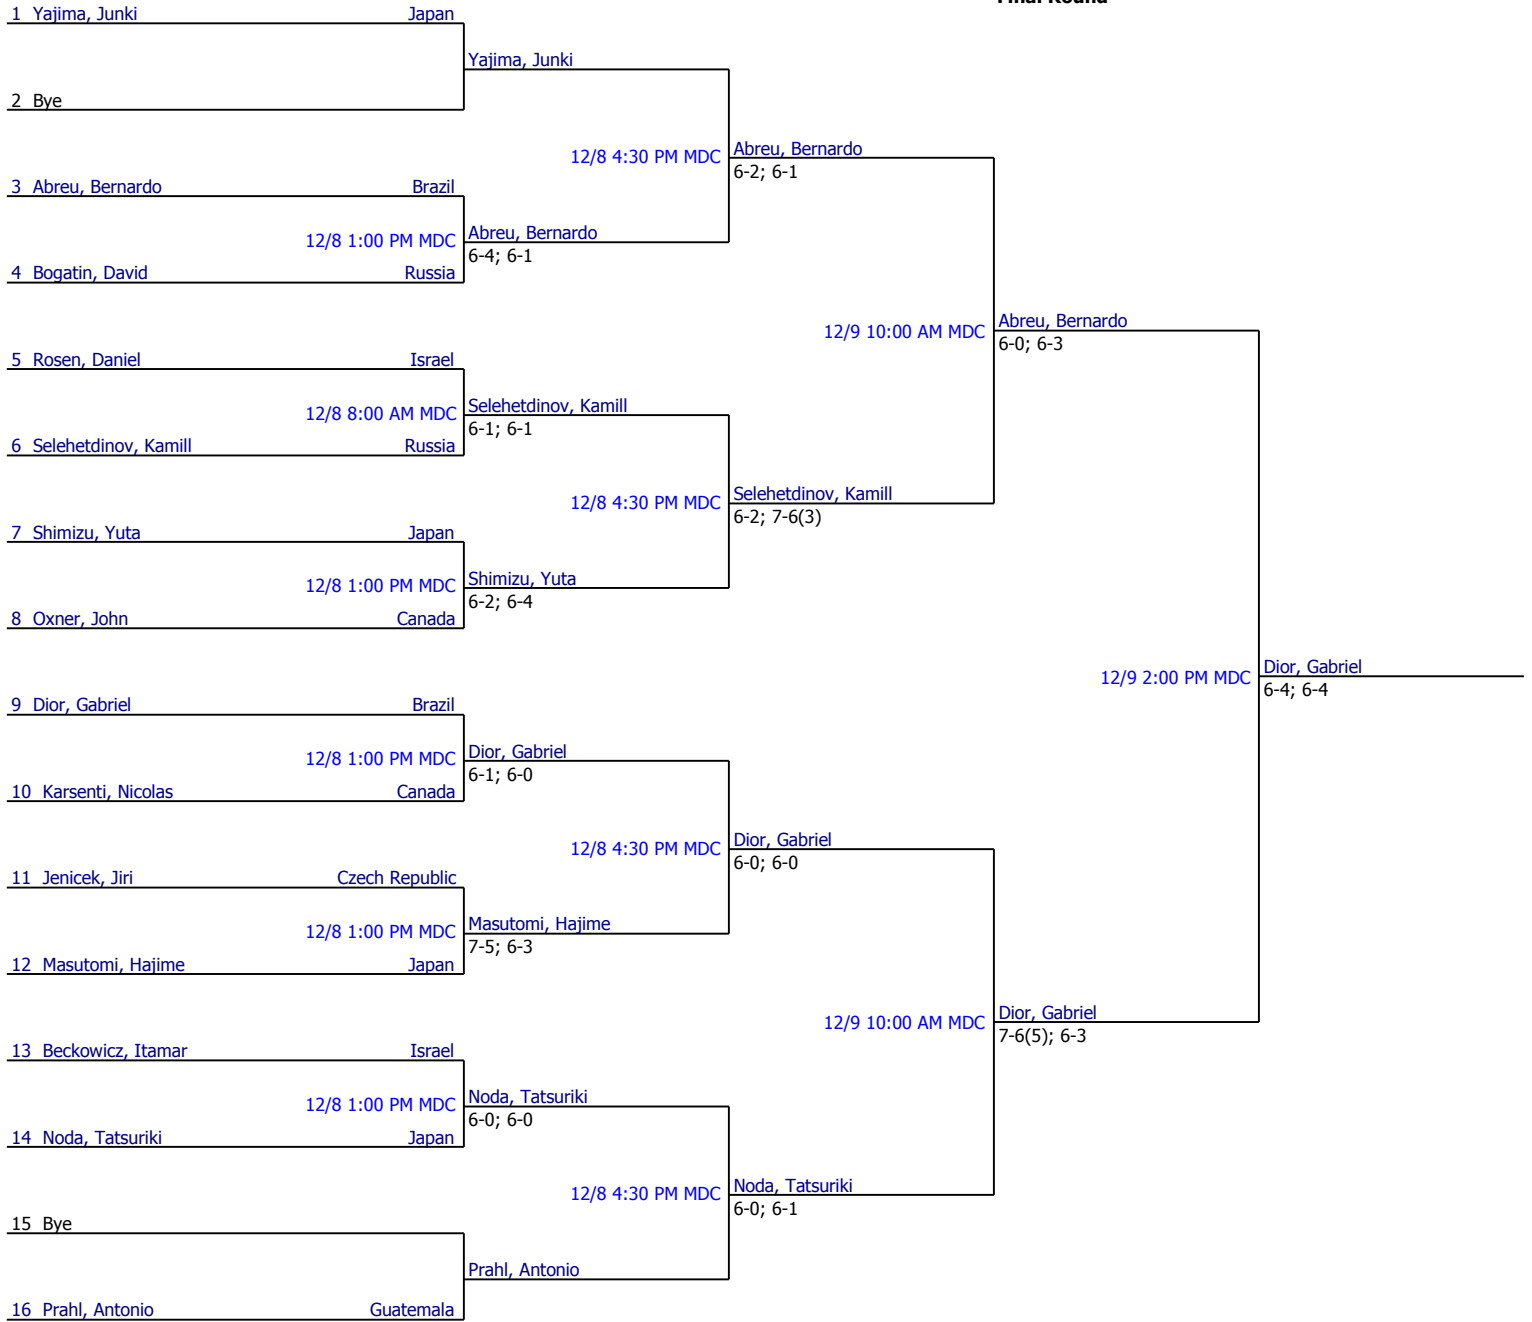 Final Round
1 Yajima, Junki Japan
Yajima, Junki
2 Bye
12/8 4:30 PM MDC Abreu, Bernardo
6-2; 6-1
3 Abreu, Bernardo Brazil
12/8 1:00 PM MDC Abreu, Bernardo
6-4; 6-1
4 Bogatin, David Russia
12/9 10:00 AM MDC Abreu, Bernardo
6-0; 6-3
5 Rosen, Daniel Israel
12/8 8:00 AM MDC Selehetdinov, Kamill
6-1; 6-1
6 Selehetdinov, Kamill Russia
12/8 4:30 PM MDC Selehetdinov, Kamill
6-2; 7-6(3)
7 Shimizu, Yuta Japan
12/8 1:00 PM MDC Shimizu, Yuta
6-2; 6-4
8 Oxner, John Canada
12/9 2:00 PM MDC Dior, Gabriel
6-4; 6-4
9 Dior, Gabriel Brazil
12/8 1:00 PM MDC Dior, Gabriel
6-1; 6-0
10 Karsenti, Nicolas Canada
12/8 4:30 PM MDC Dior, Gabriel
6-0; 6-0
11 Jenicek, Jiri Czech Republic
12/8 1:00 PM MDC Masutomi, Hajime
7-5; 6-3
12 Masutomi, Hajime Japan
12/9 10:00 AM MDC Dior, Gabriel
7-6(5); 6-3
13 Beckowicz, Itamar Israel
12/8 1:00 PM MDC Noda, Tatsuriki
6-0; 6-0
14 Noda, Tatsuriki Japan
12/8 4:30 PM MDC Noda, Tatsuriki
6-0; 6-1
15 Bye
Prahl, Antonio
16 Prahl, Antonio Guatemala